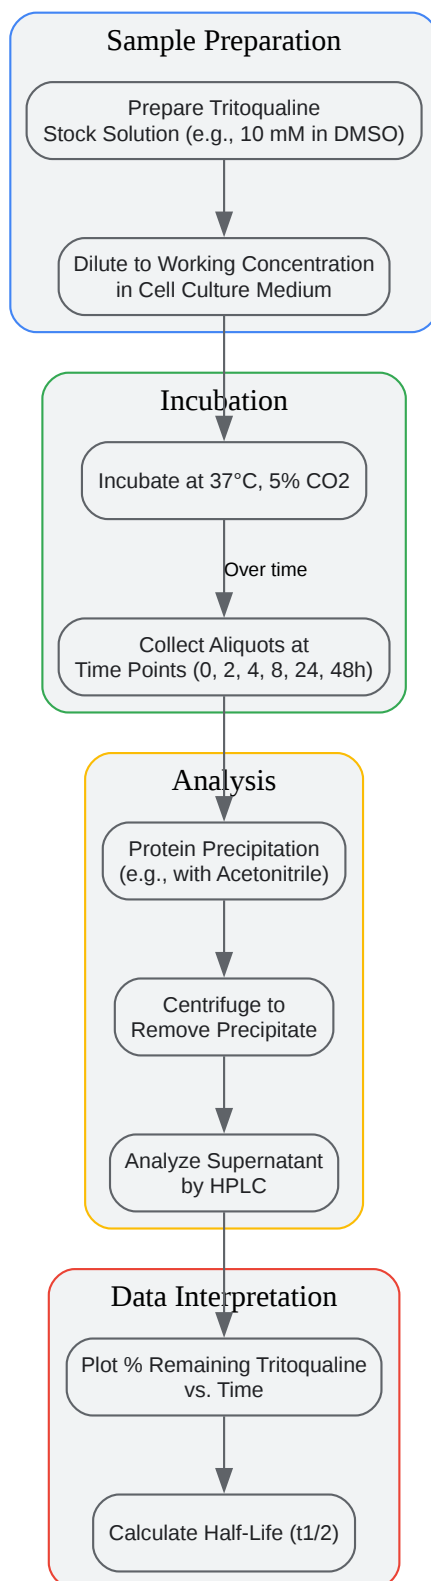 Sample Preparation
Prepare Tritoqualine
Stock Solution (e.g., 10 mM in DMSO)
Dilute to Working Concentration
in Cell Culture Medium
Incubation
Incubate at 37°C, 5% CO2
Over time
Collect Aliquots at
Time Points (0, 2, 4, 8, 24, 48h)
Analysis
Protein Precipitation
(e.g., with Acetonitrile)
Centrifuge to
Remove Precipitate
Analyze Supernatant
by HPLC
Data Interpretation
Plot % Remaining Tritoqualine
vs. Time
Calculate Half-Life (t1/2)